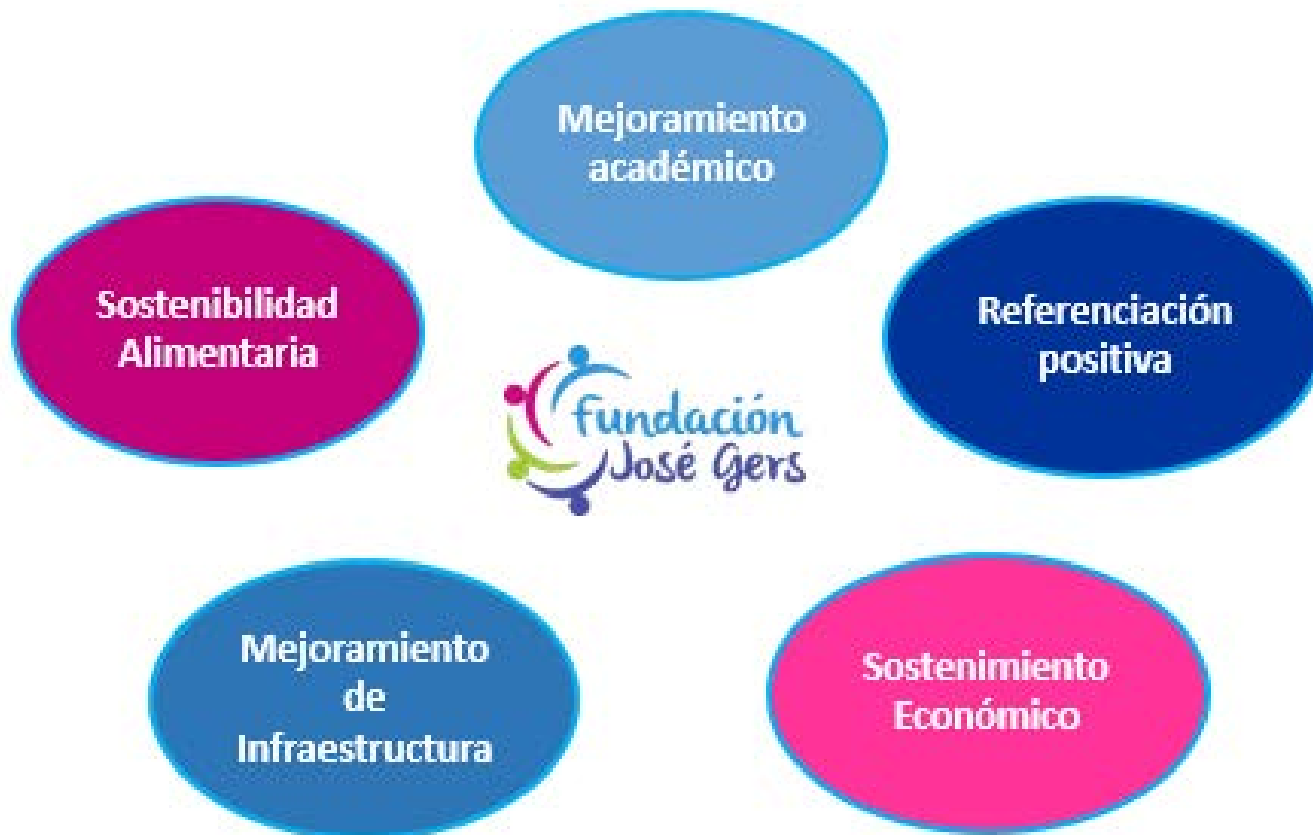 Mejoramiento
académico
Sostenibilidad
Alimentaria
Referenciación
positiva
fundación
José Gers
Mejoramiento
de
Infraestructura
Sostenimiento
Económico